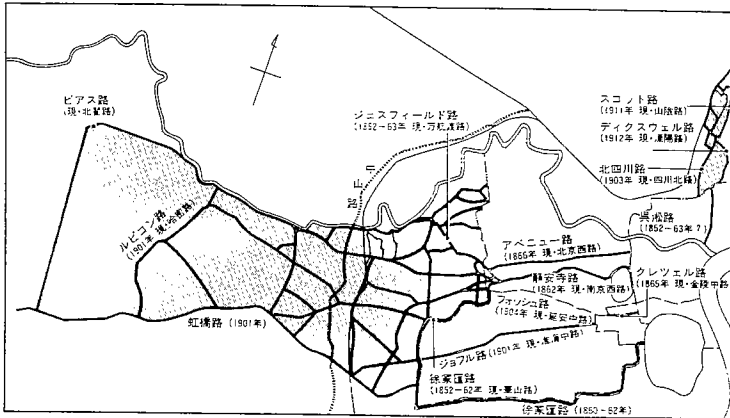 ピアス路
(現・北翟路)
ルビコン路
(1901年 現・哈密路)
虹橋路 (1901年)
ジェスフィールド路
(1852-63年 現・万航渡路)
中山路
スコット路
(1911年 現・山陰路)
ディクスウェル路
(1912年 現・溧陽路)
北四川路
(1903年 現・四川北路)
呉淞路
(1852-63年?)
アベニュー路
(1866年 現・北京西路)
静安寺路
(1862年 現・南京西路)
クレツェル路
(1865年 現・金陵中路)
フォッシュ路
(1904年 現・延安中路)
ジョフル路 (1901年 現・淮海中路)
徐家匯路
(1852-62年 現・華山路)
徐家匯路 (1860-62年)